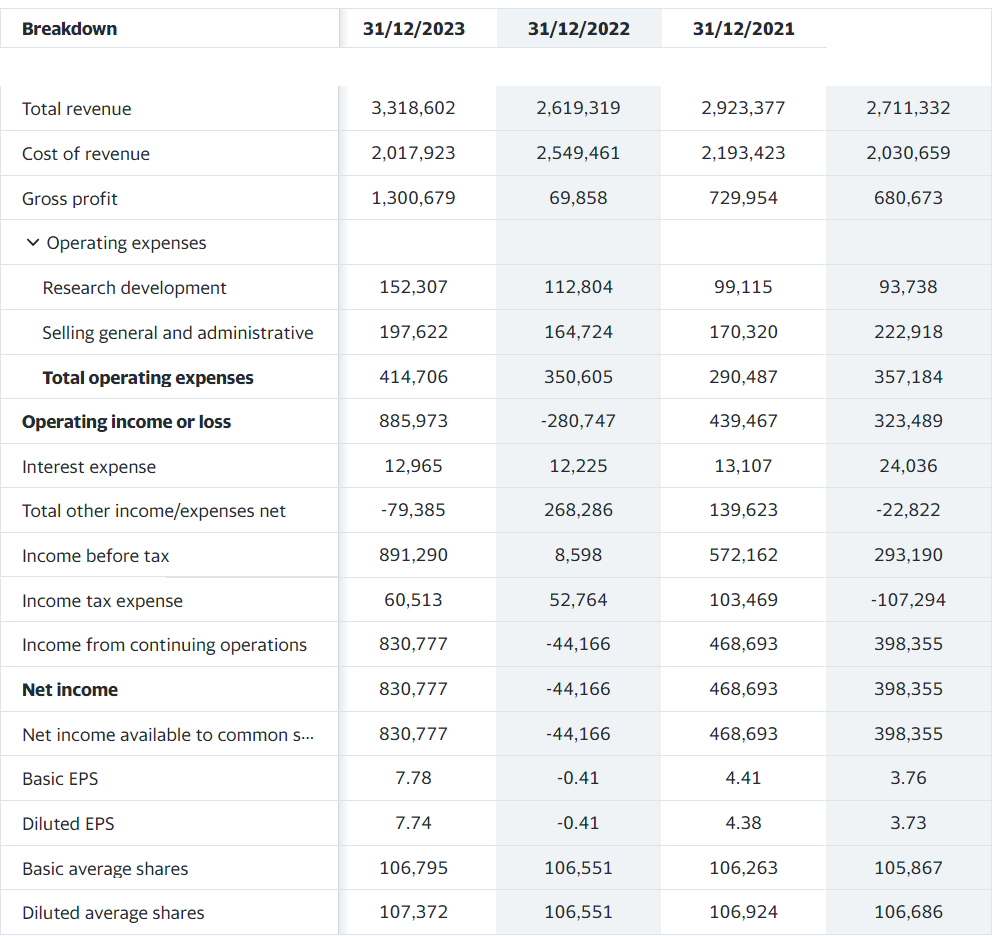 Breakdown 31/12/2023 31/12/2022 31/12/2021
Total revenue 3,318,602 2,619,319 2,923,377 2,711,332
Cost of revenue 2,017,923 2,549,461 2,193,423 2,030,659
Gross profit 1,300,679 69,858 729,954 680,673
Operating expenses
Research development 152,307 112,804 99,115 93,738
Selling general and administrative 197,622 164,724 170,320 222,918
Total operating expenses 414,706 350,605 290,487 357,184
Operating income or loss 885,973 -280,747 439,467 323,489
Interest expense 12,965 12,225 13,107 24,036
Total other income/expenses net -79,385 268,286 139,623 -22,822
Income before tax 891,290 8,598 572,162 293,190
Income tax expense 60,513 52,764 103,469 -107,294
Income from continuing operations 830,777 -44,166 468,693 398,355
Net income 830,777 -44,166 468,693 398,355
Net income available to common s... 830,777 -44,166 468,693 398,355
Basic EPS 7.78 -0.41 4.41 3.76
Diluted EPS 7.74 -0.41 4.38 3.73
Basic average shares 106,795 106,551 106,263 105,867
Diluted average shares 107,372 106,551 106,924 106,686